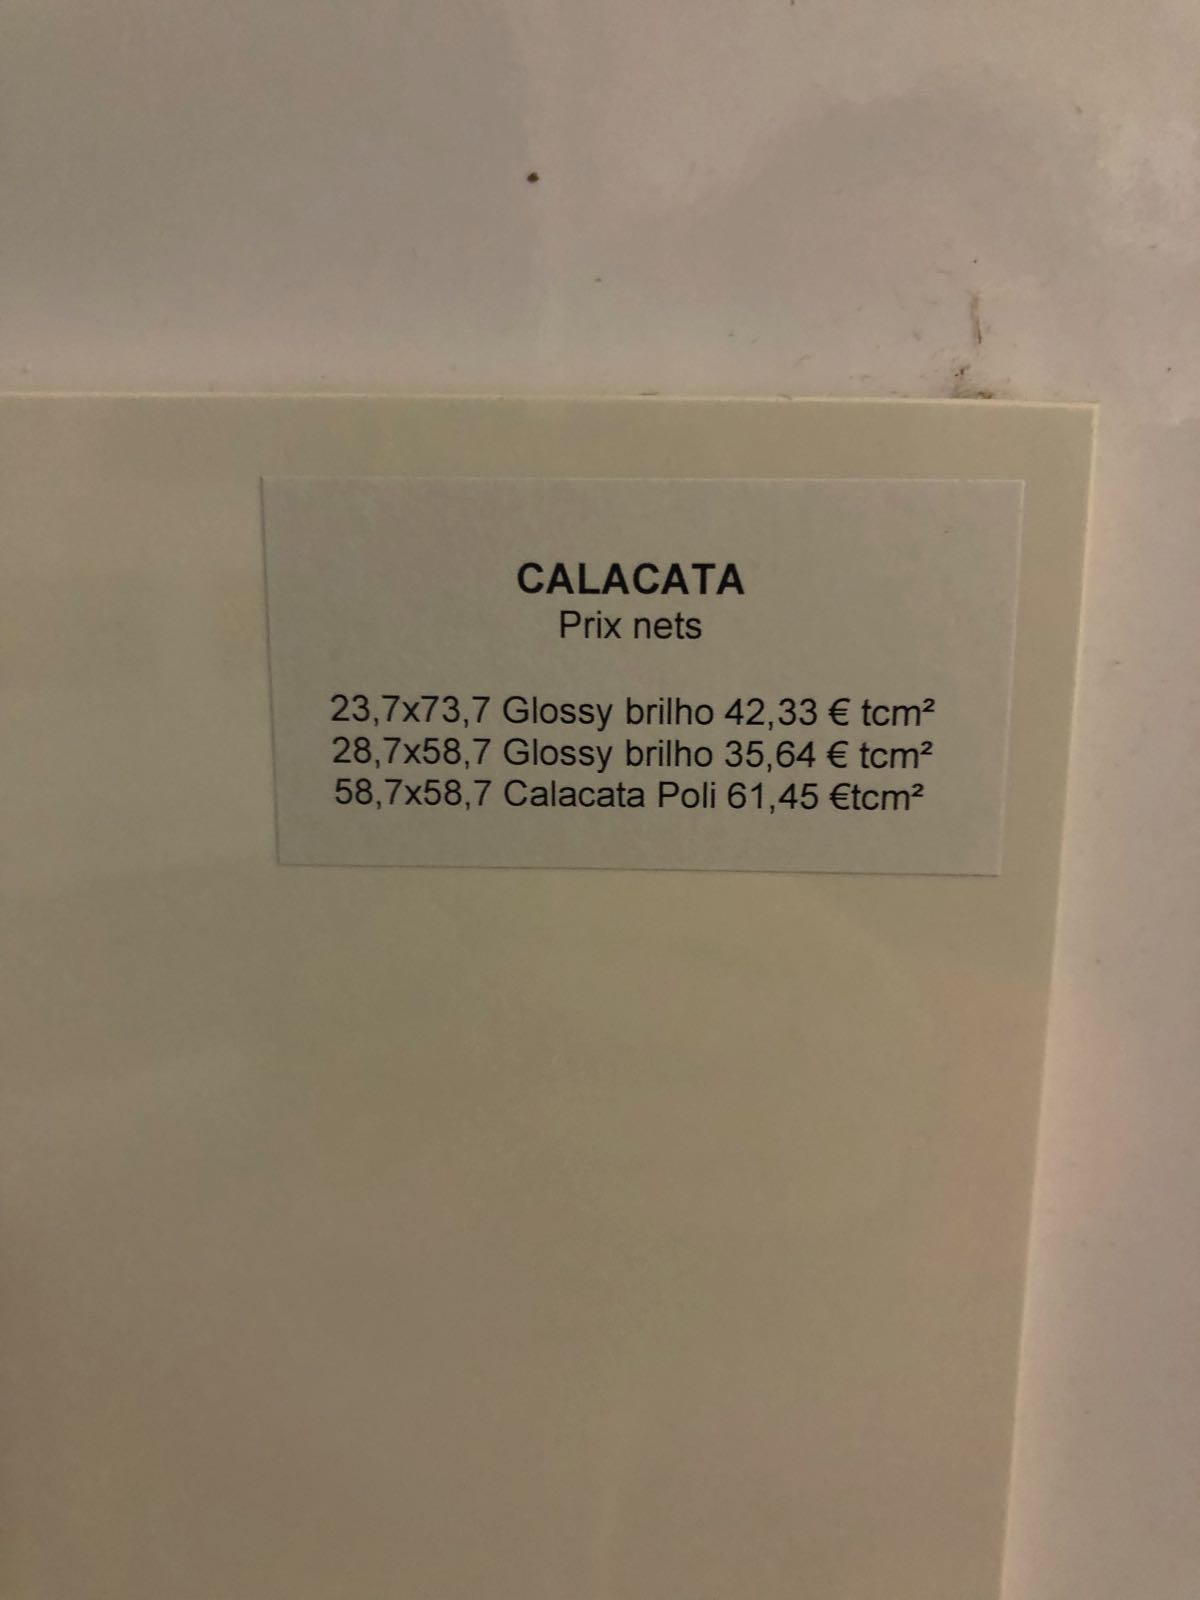 CALACATA
Prix nets
23,7x73,7 Glossy brilho 42,33 € tcm²
28,7x58,7 Glossy brilho 35,64 € tcm²
58,7x58,7 Calacata Poli 61,45 €tcm²